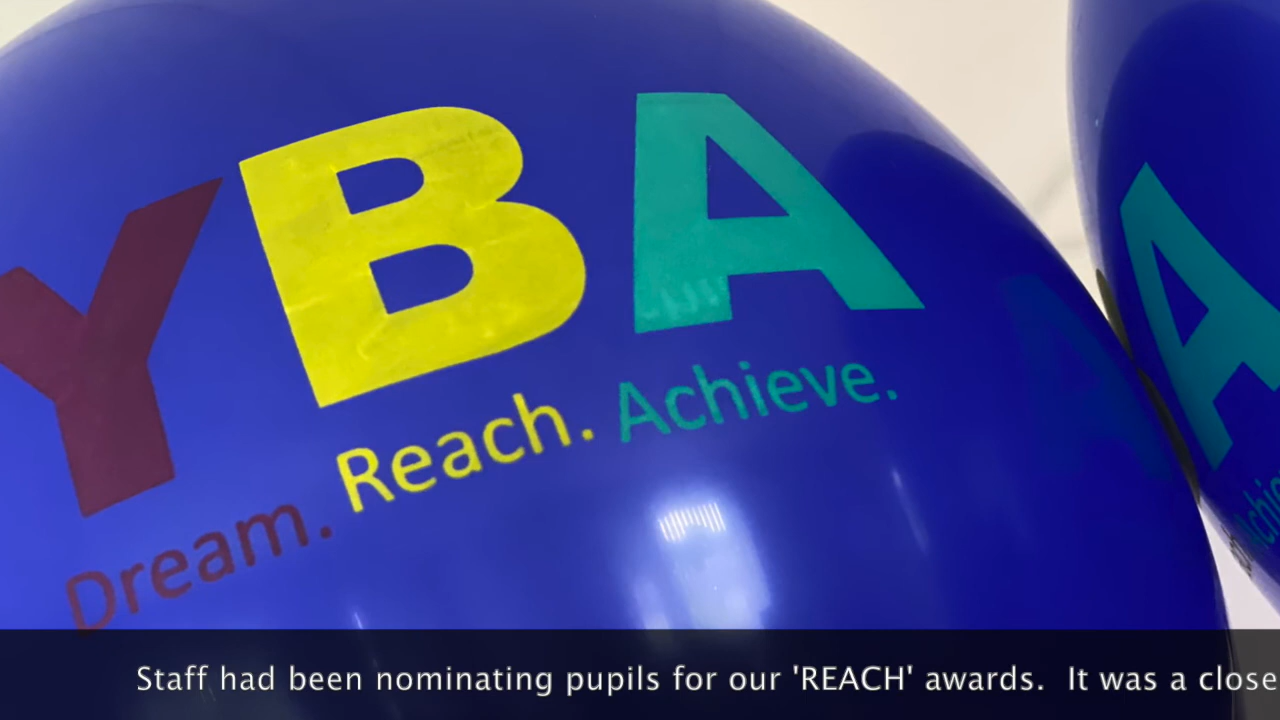 YBA
Dream. Reach. Achieve.
A
Staff had been nominating pupils for our 'REACH' awards. It was a close